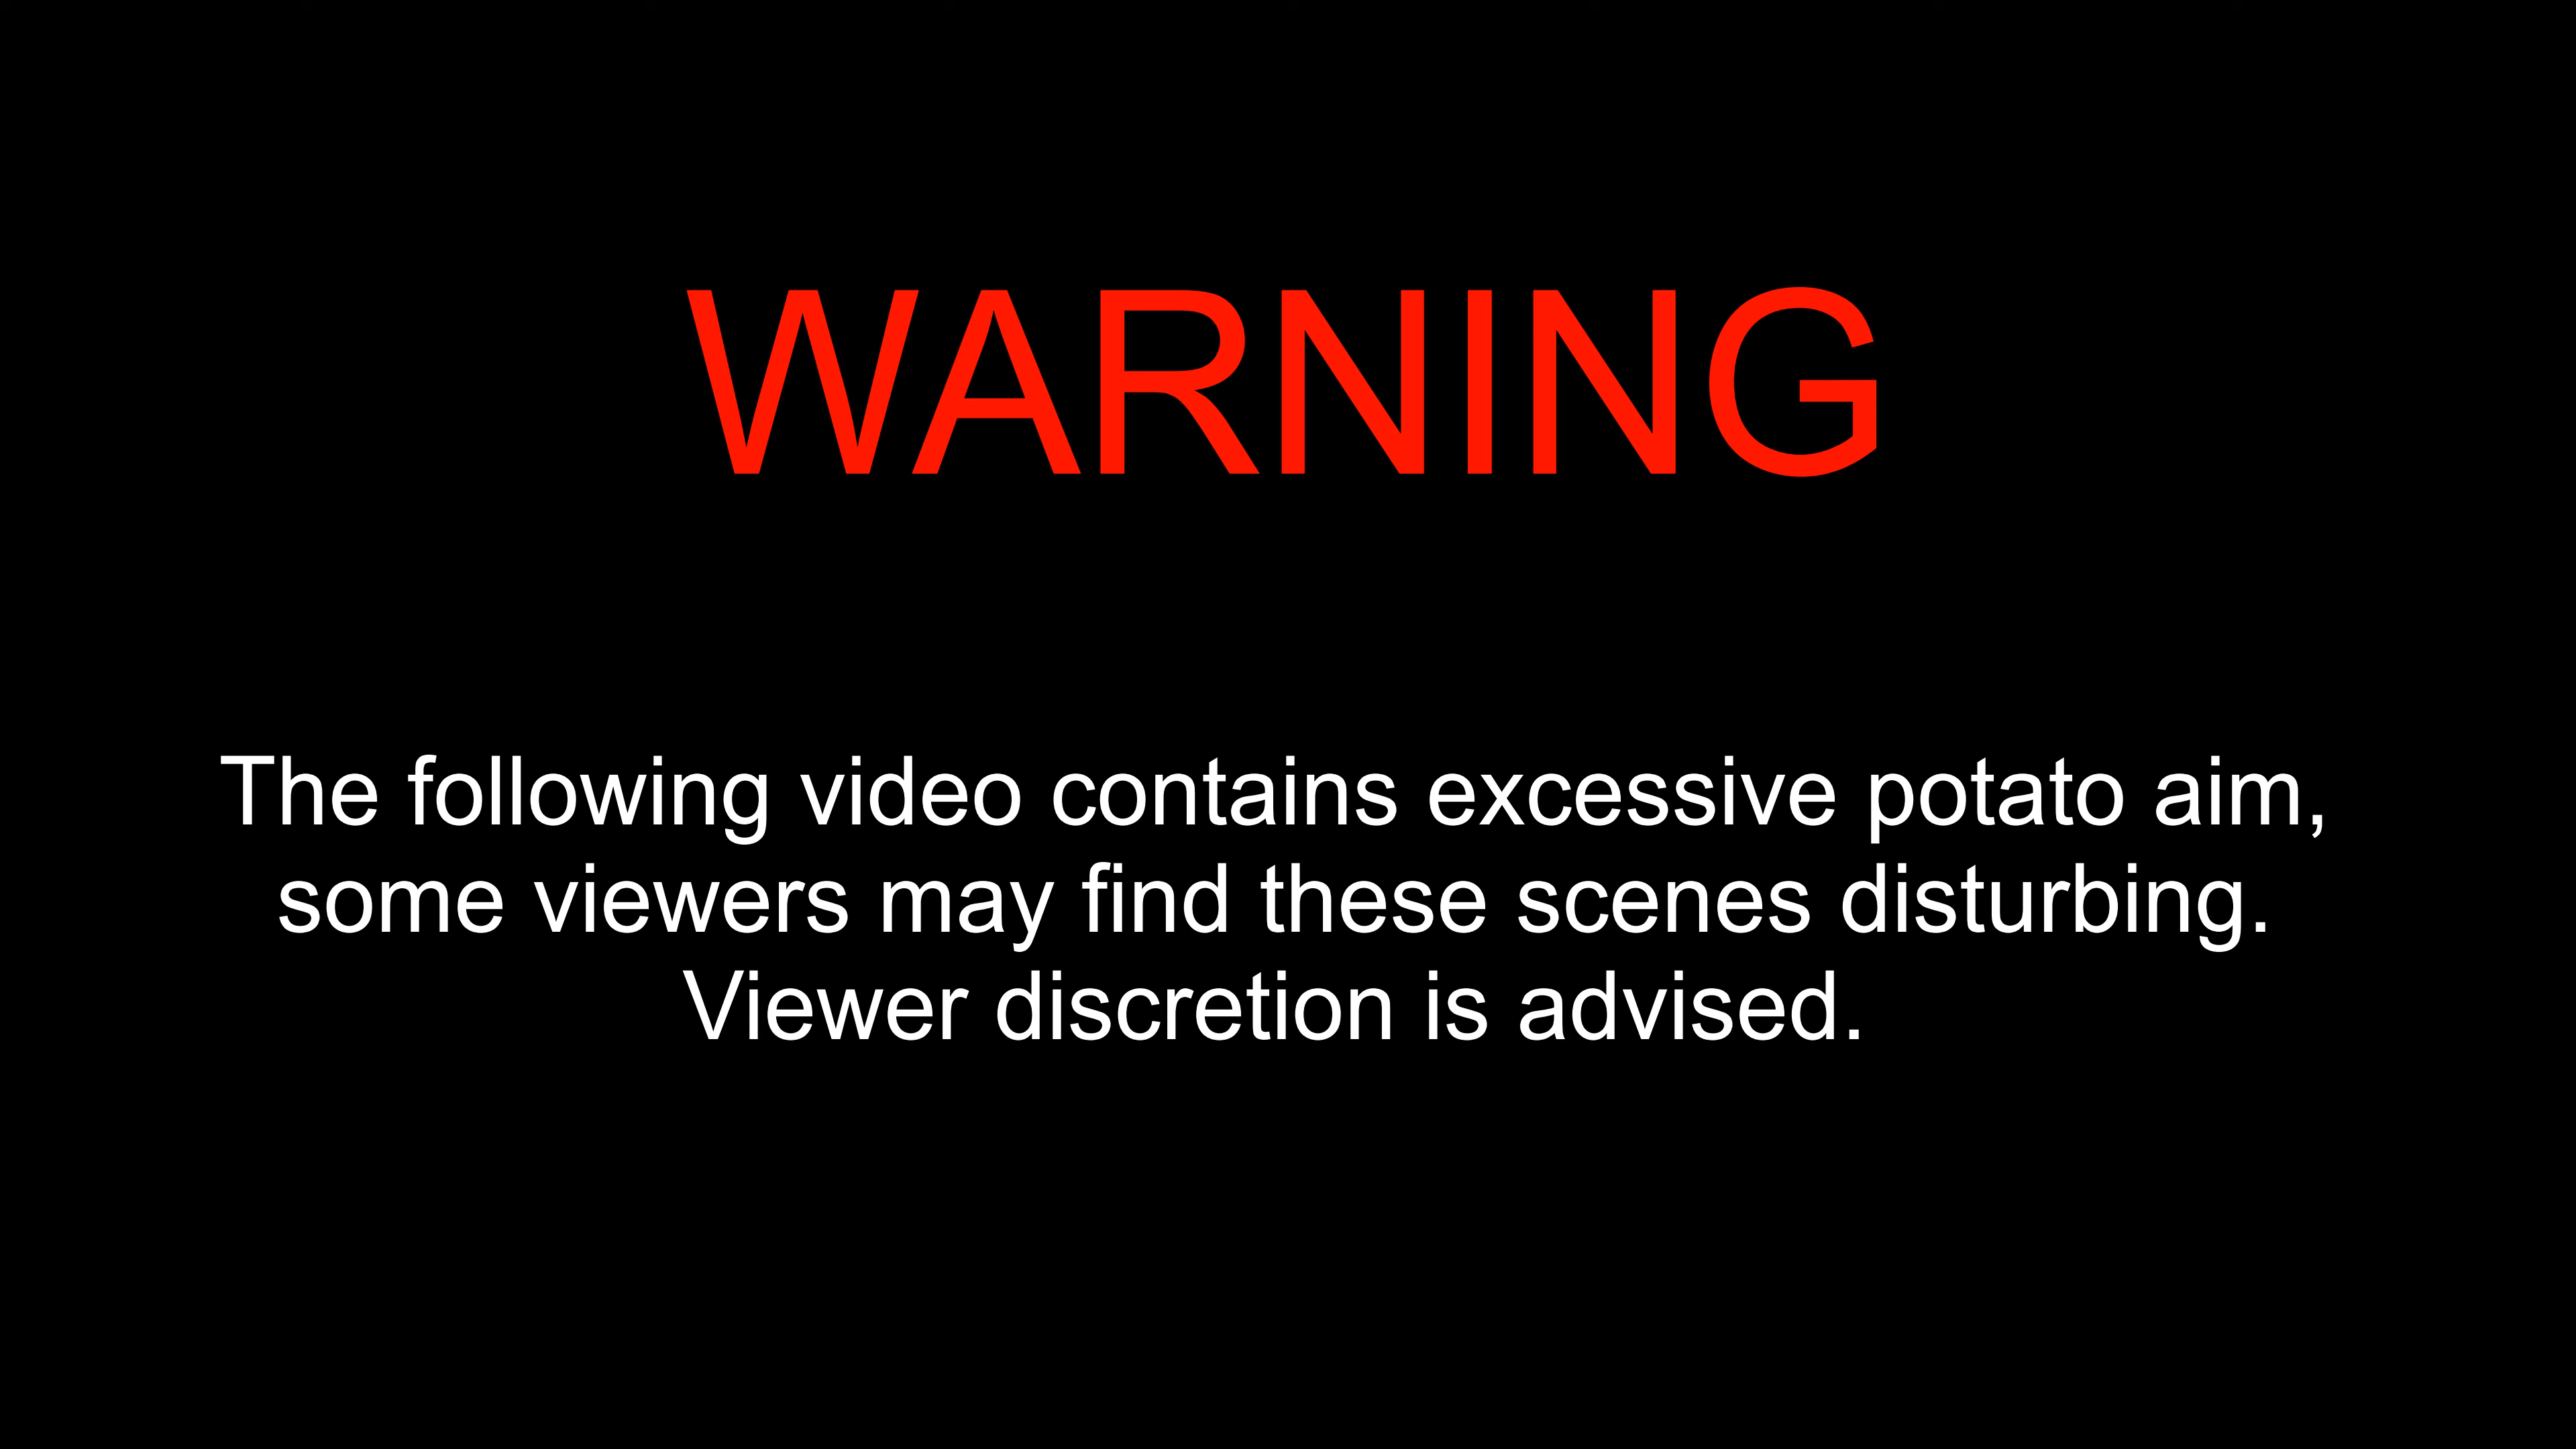 WARNING
The following video contains excessive potato aim,
some viewers may find these scenes disturbing.
Viewer discretion is advised.